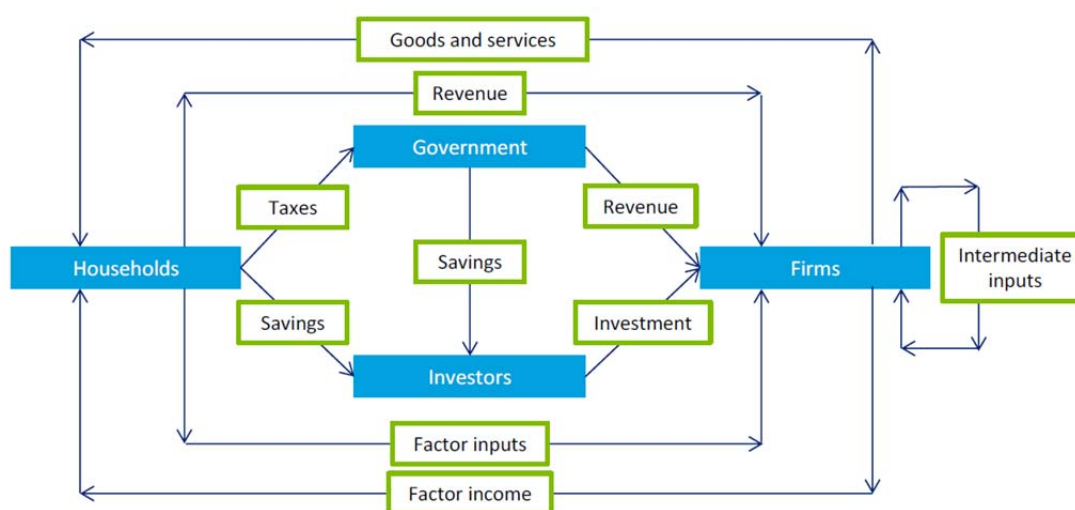 Goods and services
Revenue
Government
Taxes
Revenue
Households
Savings
Firms
Intermediate
inputs
Savings
Investment
Investors
Factor inputs
Factor income